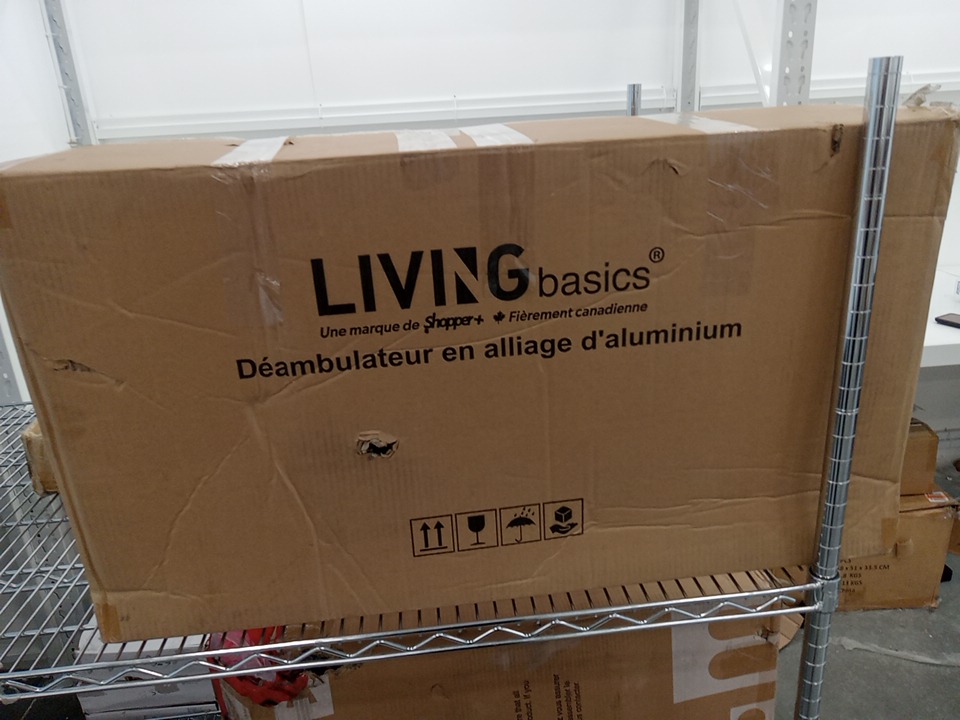 LIVING basics®
Une marque de Shopper+ Fièrement canadienne
Déambulateur en alliage d'aluminium